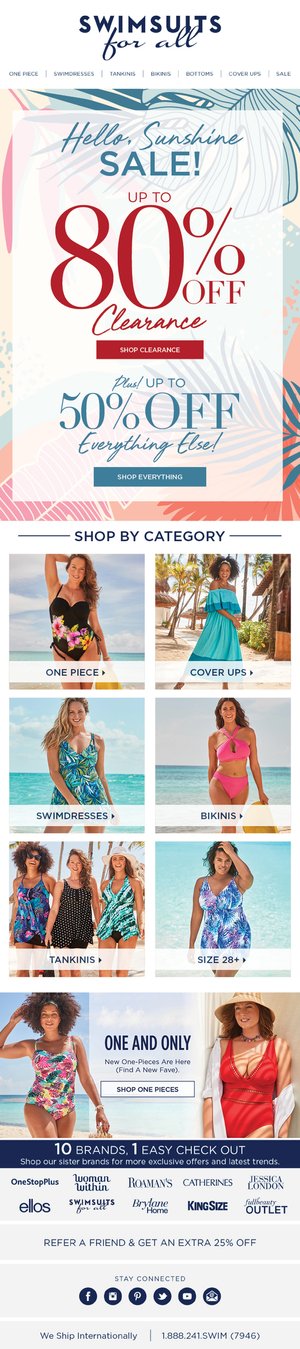 SWIMSUITS
for all
ONE PIECE | SWIMDRESSES | TANKINIS | BIKINIS | BOTTOMS | COVER UPS | SALE
Hello, Sunshine
SALE!
UP TO
80% OFF
Clearance
SHOP CLEARANCE
Plus! UP TO
50% OFF
Everything Else!
SHOP EVERYTHING
SHOP BY CATEGORY
ONE PIECE
COVER UPS
SWIMDRESSES
BIKINIS
TANKINIS
SIZE 28+
ONE AND ONLY
New One-Pieces Are Here
(Find A New Fave).
SHOP ONE PIECES
10 BRANDS, 1 EASY CHECK OUT
Shop our sister brands for more exclusive offers and latest trends.
OneStopPlus
woman within
ROAMAN'S
CATHERINES
JESSICA LONDON
ellos
SWIMSUITS for all
Brylane Home
KINGSIZE
fullbeauty OUTLET
REFER A FRIEND & GET AN EXTRA 25% OFF
STAY CONNECTED
We Ship Internationally | 1.888.241.SWIM (7946)